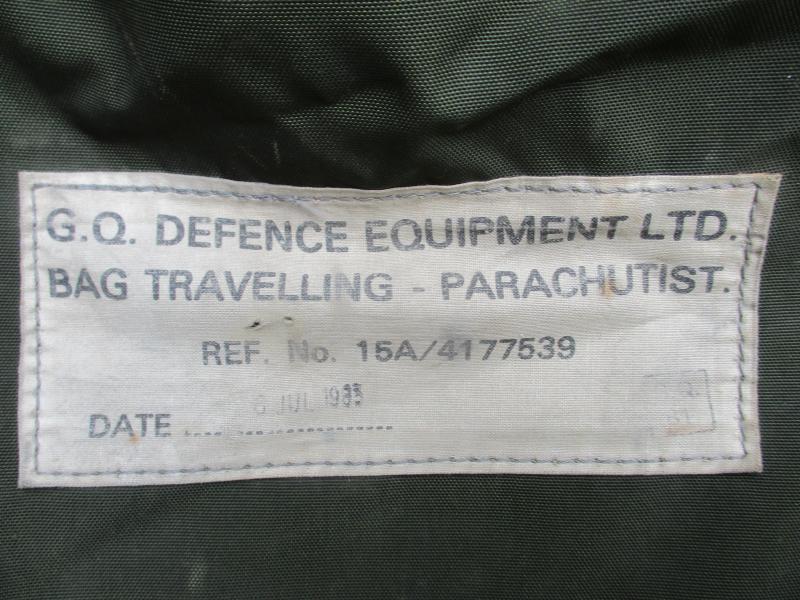 G.Q. DEFENCE EQUIPMENT LTD.
BAG TRAVELLING - PARACHUTIST.
REF. No. 15A/4177539
DATE 6 JUL